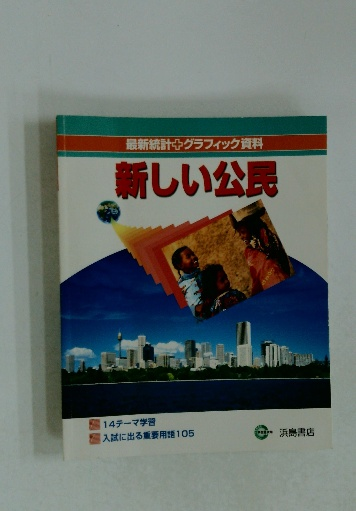 最新統計+グラフィック資料
新しい公民
14テーマ学習
入試に出る重要用語105
浜島書店